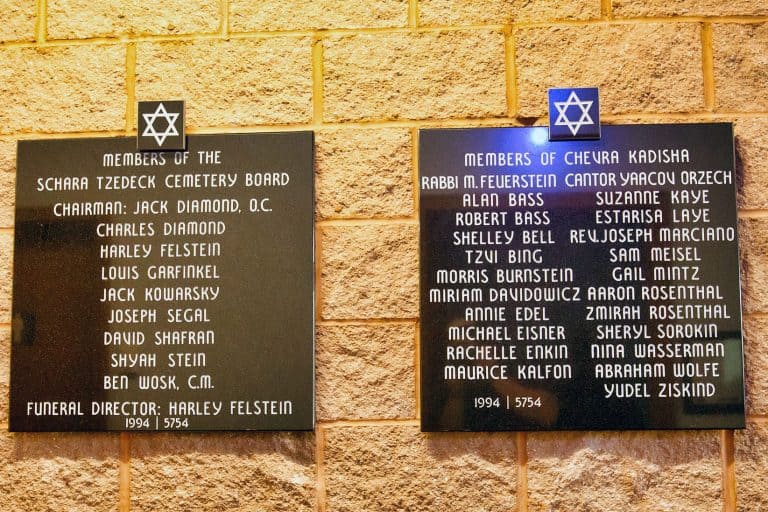 MEMBERS OF THE
SCHARA TZEDECK CEMETERY BOARD
CHAIRMAN: JACK DIAMOND, O.C.
CHARLES DIAMOND
HARLEY FELSTEIN
LOUIS GARFINKEL
JACK KOWARSKY
JOSEPH SEGAL
DAVID SHAFRAN
SHYAH STEIN
BEN WOSK, C.M.
FUNERAL DIRECTOR: HARLEY FELSTEIN
1994 | 5754
MEMBERS OF CHEVRA KADISHA
RABBI M. FEUERSTEIN CANTOR YAACOV ORZECH
ALAN BASS SUZANNE KAYE
ROBERT BASS ESTARISA LAYE
SHELLEY BELL REV. JOSEPH MARCIANO
TZVI BING SAM MEISEL
MORRIS BURNSTEIN GAIL MINTZ
MIRIAM DAVIDOWICZ AARON ROSENTHAL
ANNIE EDEL ZMIRAH ROSENTHAL
MICHAEL EISNER SHERYL SOROKIN
RACHELLE ENKIN NINA WASSERMAN
MAURICE KALFON ABRAHAM WOLFE
YUDEL ZISKIND
1994 | 5754